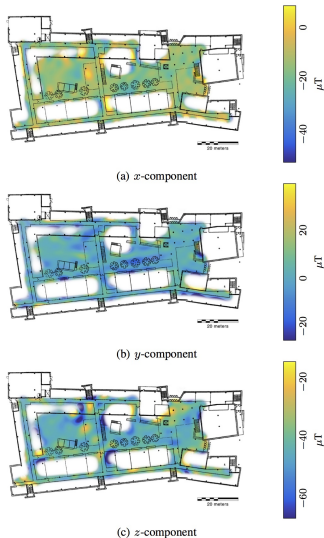 0
−20
−40
μT
20 meters
(a) x-component
20
0
−20
μT
20 meters
(b) y-component
−20
−40
−60
μT
20 meters
(c) z-component